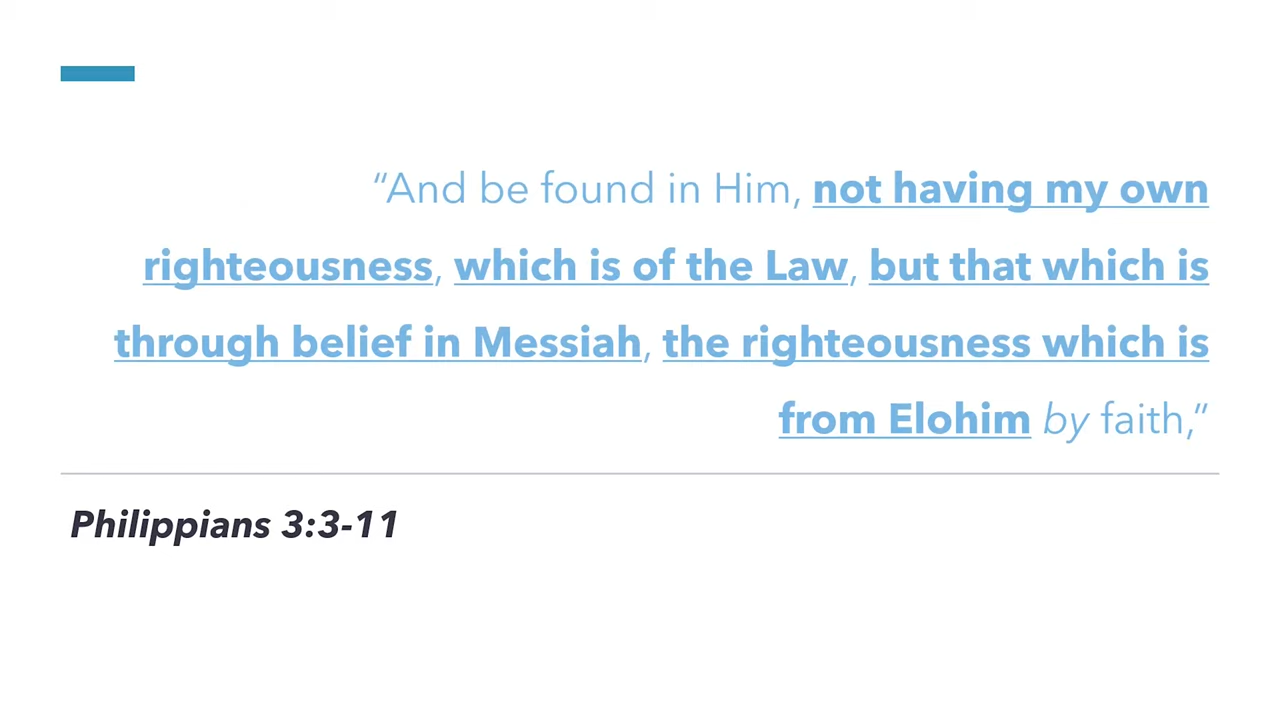 “And be found in Him, not having my own
righteousness, which is of the Law, but that which is
through belief in Messiah, the righteousness which is
from Elohim by faith,”
Philippians 3:3-11